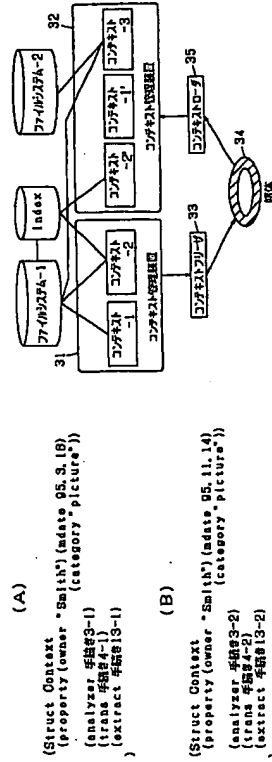 (A)
(Struct Context
(property (owner "Smith") (mdate 95.3.18)
(category "picture"))
(analyzer 手続き3-1)
(trans 手続き4-1)
(extract 手続き13-1)
)
(B)
(Struct Context
(property (owner "Smith") (mdate 95.11.14)
(category "picture"))
(analyzer 手続き3-2)
(trans 手続き4-2)
(extract 手続き13-2)
)
ファイルシステム-1
Index
ファイルシステム-2
31
32
コンテキスト-1
コンテキスト-2
コンテキスト管理装置
コンテキスト-2'
コンテキスト-1'
コンテキスト-3
コンテキスト管理装置
コンテキストフリーザ
33
コンテキストローダ
35
34
媒体